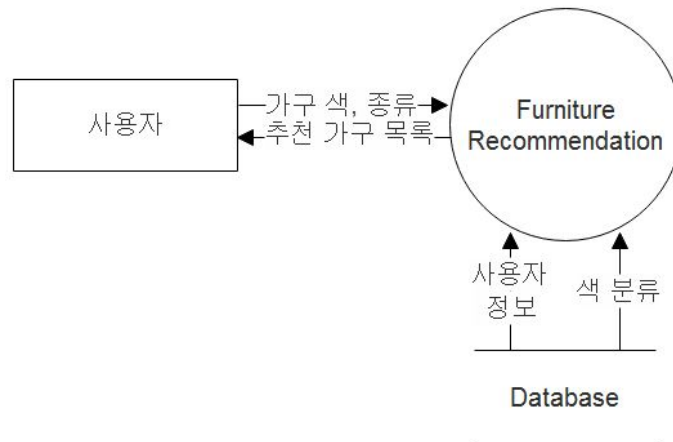 사용자
가구 색, 종류
추천 가구 목록
Furniture
Recommendation
사용자
정보
색 분류
Database